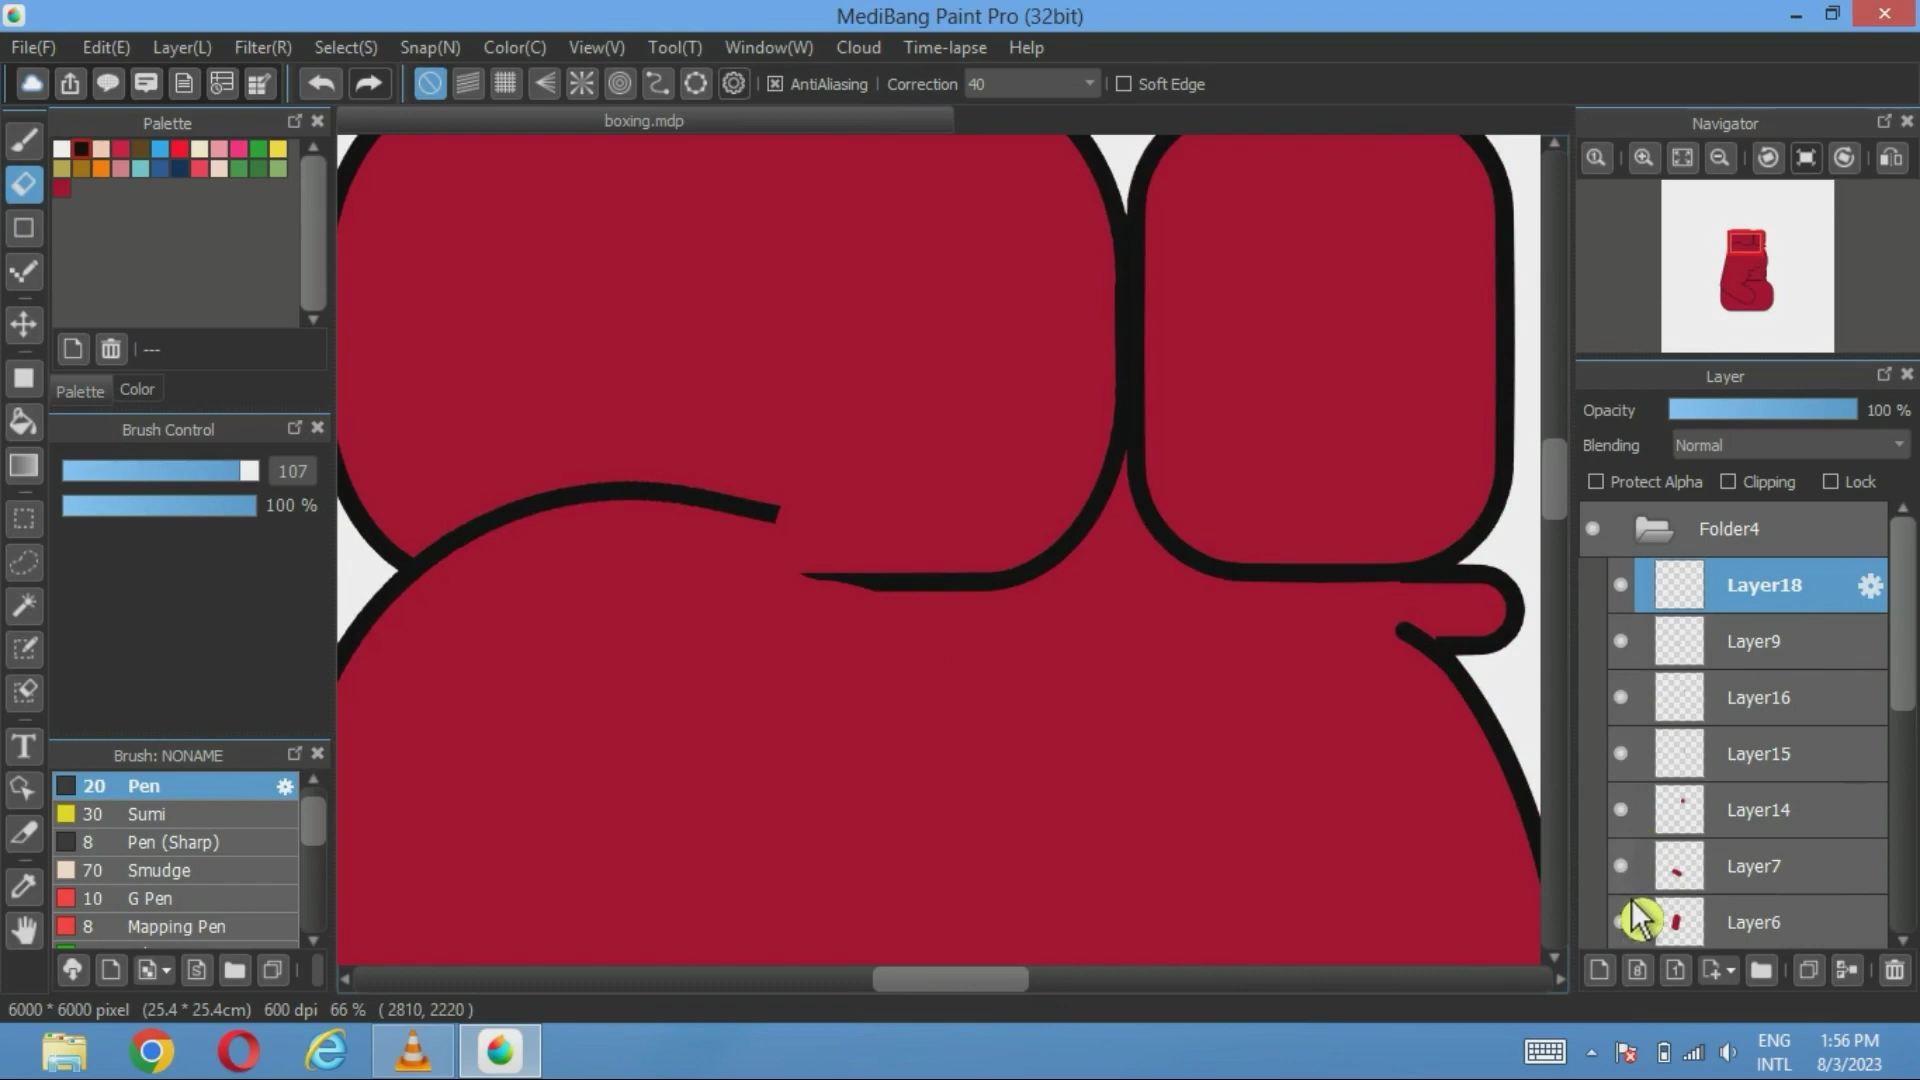 MediBang Paint Pro (32bit)
File(F) Edit(E) Layer(L) Filter(R) Select(S) Snap(N) Color(C) View(V) Tool(T) Window(W) Cloud Time-lapse Help
AntiAliasing Correction 40 Soft Edge
Palette
boxing.mdp
Navigator
---
Palette Color
Brush Control
107
100 %
Layer
Opacity 100 %
Blending Normal
Protect Alpha Clipping Lock
Folder4
Layer18
Layer9
Layer16
Layer15
Layer14
Layer7
Layer6
Brush: NONAME
20 Pen
30 Sumi
8 Pen (Sharp)
70 Smudge
10 G Pen
8 Mapping Pen
6000 * 6000 pixel (25.4 * 25.4cm) 600 dpi 66 % ( 2810, 2220 )
ENG
INTL
1:56 PM
8/3/2023